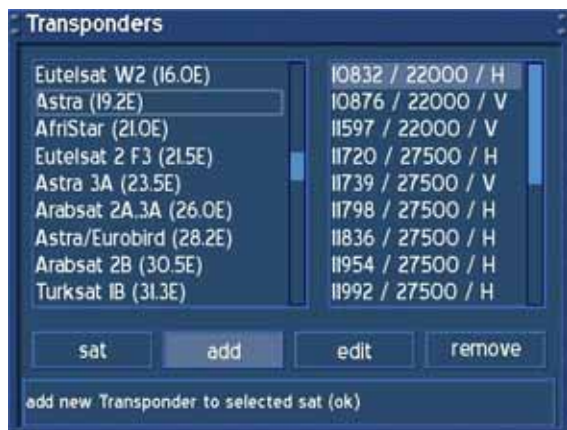 Transponders
Eutelsat W2 (16.0E)
Astra (19.2E)
AfriStar (21.0E)
Eutelsat 2 F3 (21.5E)
Astra 3A (23.5E)
Arabsat 2A,3A (26.0E)
Astra/Eurobird (28.2E)
Arabsat 2B (30.5E)
Turksat 1B (31.3E)
10832 / 22000 / H
10876 / 22000 / V
11597 / 22000 / V
11720 / 27500 / H
11739 / 27500 / V
11798 / 27500 / H
11836 / 27500 / H
11954 / 27500 / H
11992 / 27500 / H
sat add edit remove
add new Transponder to selected sat (ok)